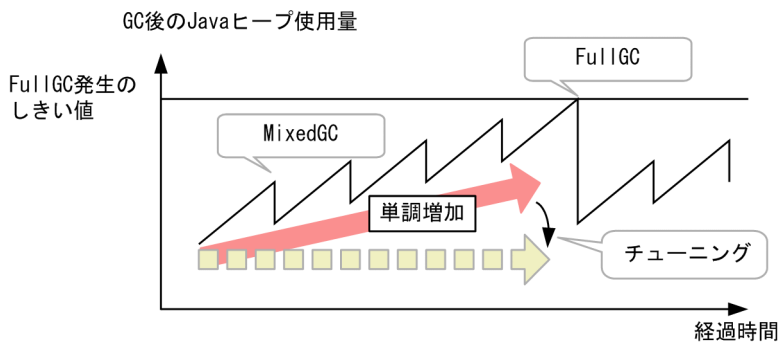 GC後のJavaヒープ使用量
FullGC発生の
しきい値
FullGC
MixedGC
単調増加
チューニング
経過時間